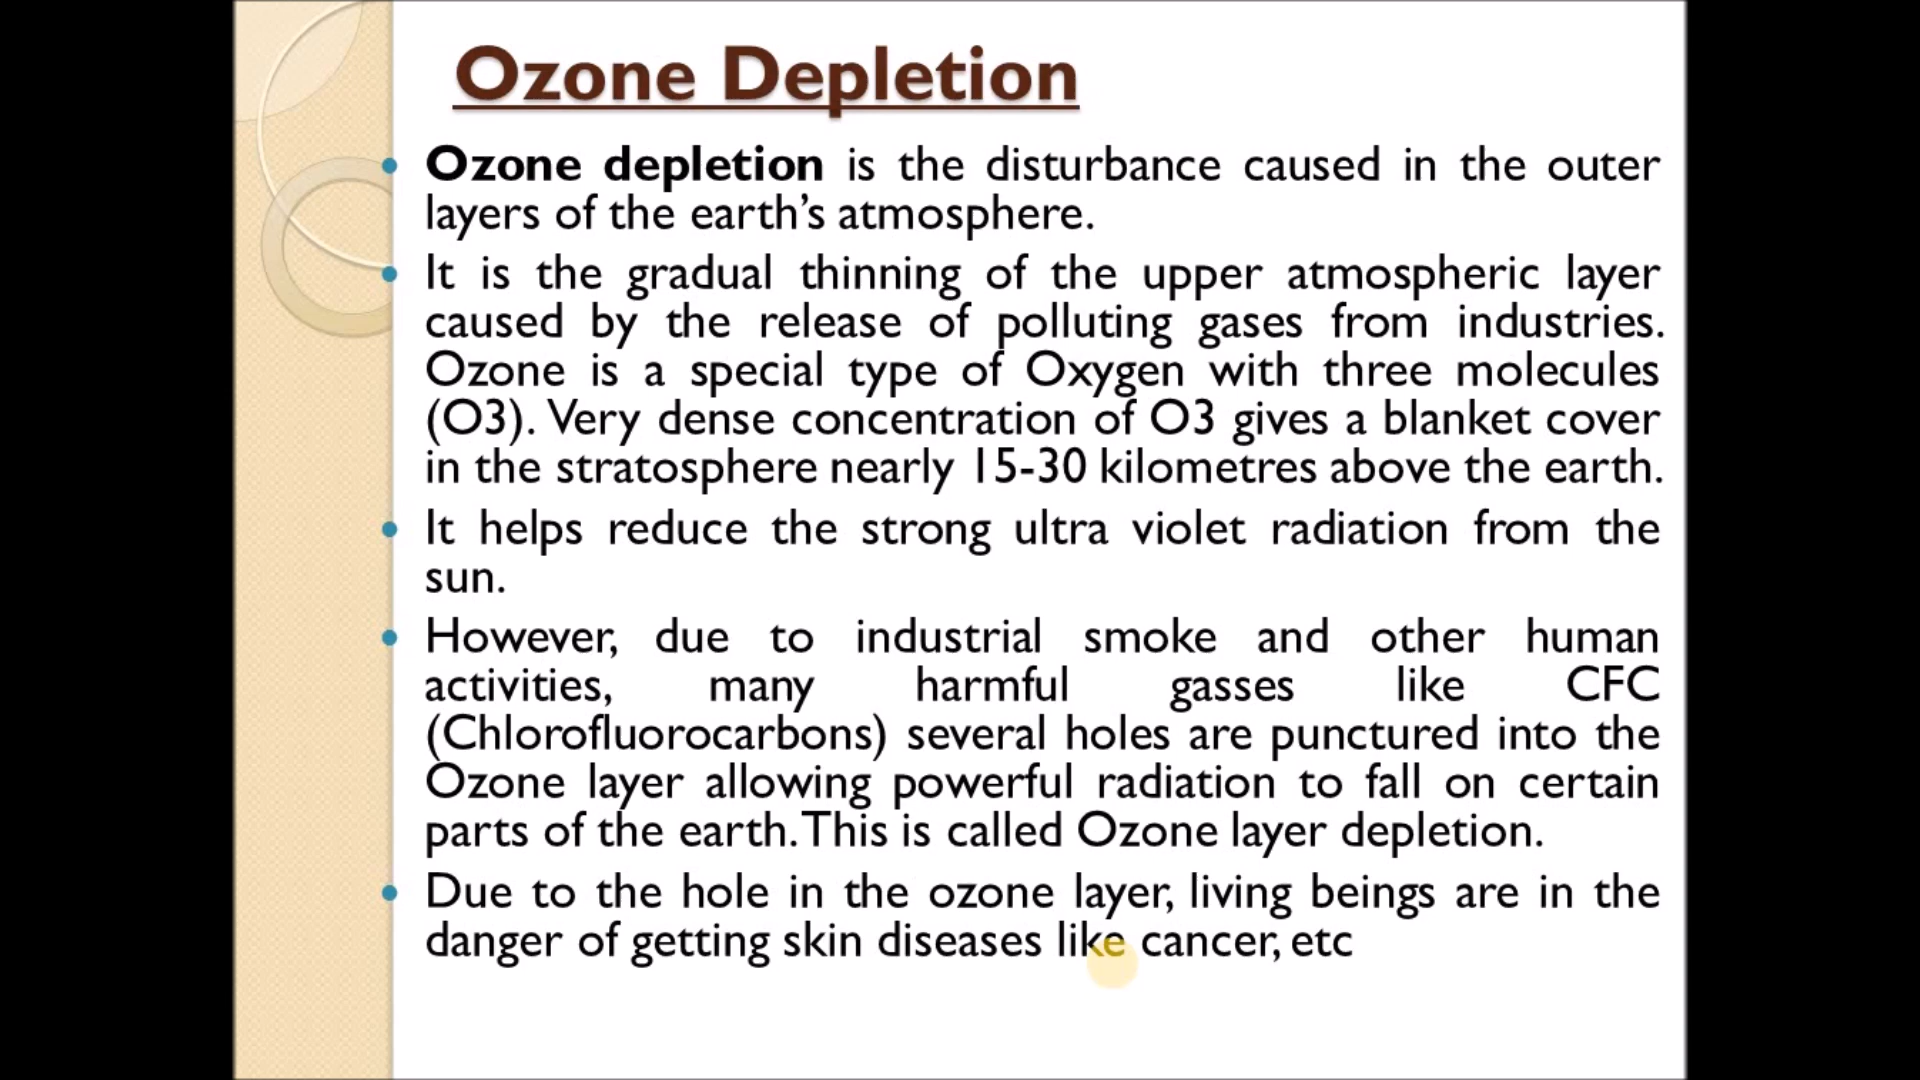 Ozone Depletion
Ozone depletion is the disturbance caused in the outer
layers of the earth’s atmosphere.
It is the gradual thinning of the upper atmospheric layer
caused by the release of polluting gases from industries.
Ozone is a special type of Oxygen with three molecules
(O3). Very dense concentration of O3 gives a blanket cover
in the stratosphere nearly 15-30 kilometres above the earth.
It helps reduce the strong ultra violet radiation from the
sun.
However, due to industrial smoke and other human
activities, many harmful gasses like CFC
(Chlorofluorocarbons) several holes are punctured into the
Ozone layer allowing powerful radiation to fall on certain
parts of the earth. This is called Ozone layer depletion.
Due to the hole in the ozone layer, living beings are in the
danger of getting skin diseases like cancer, etc